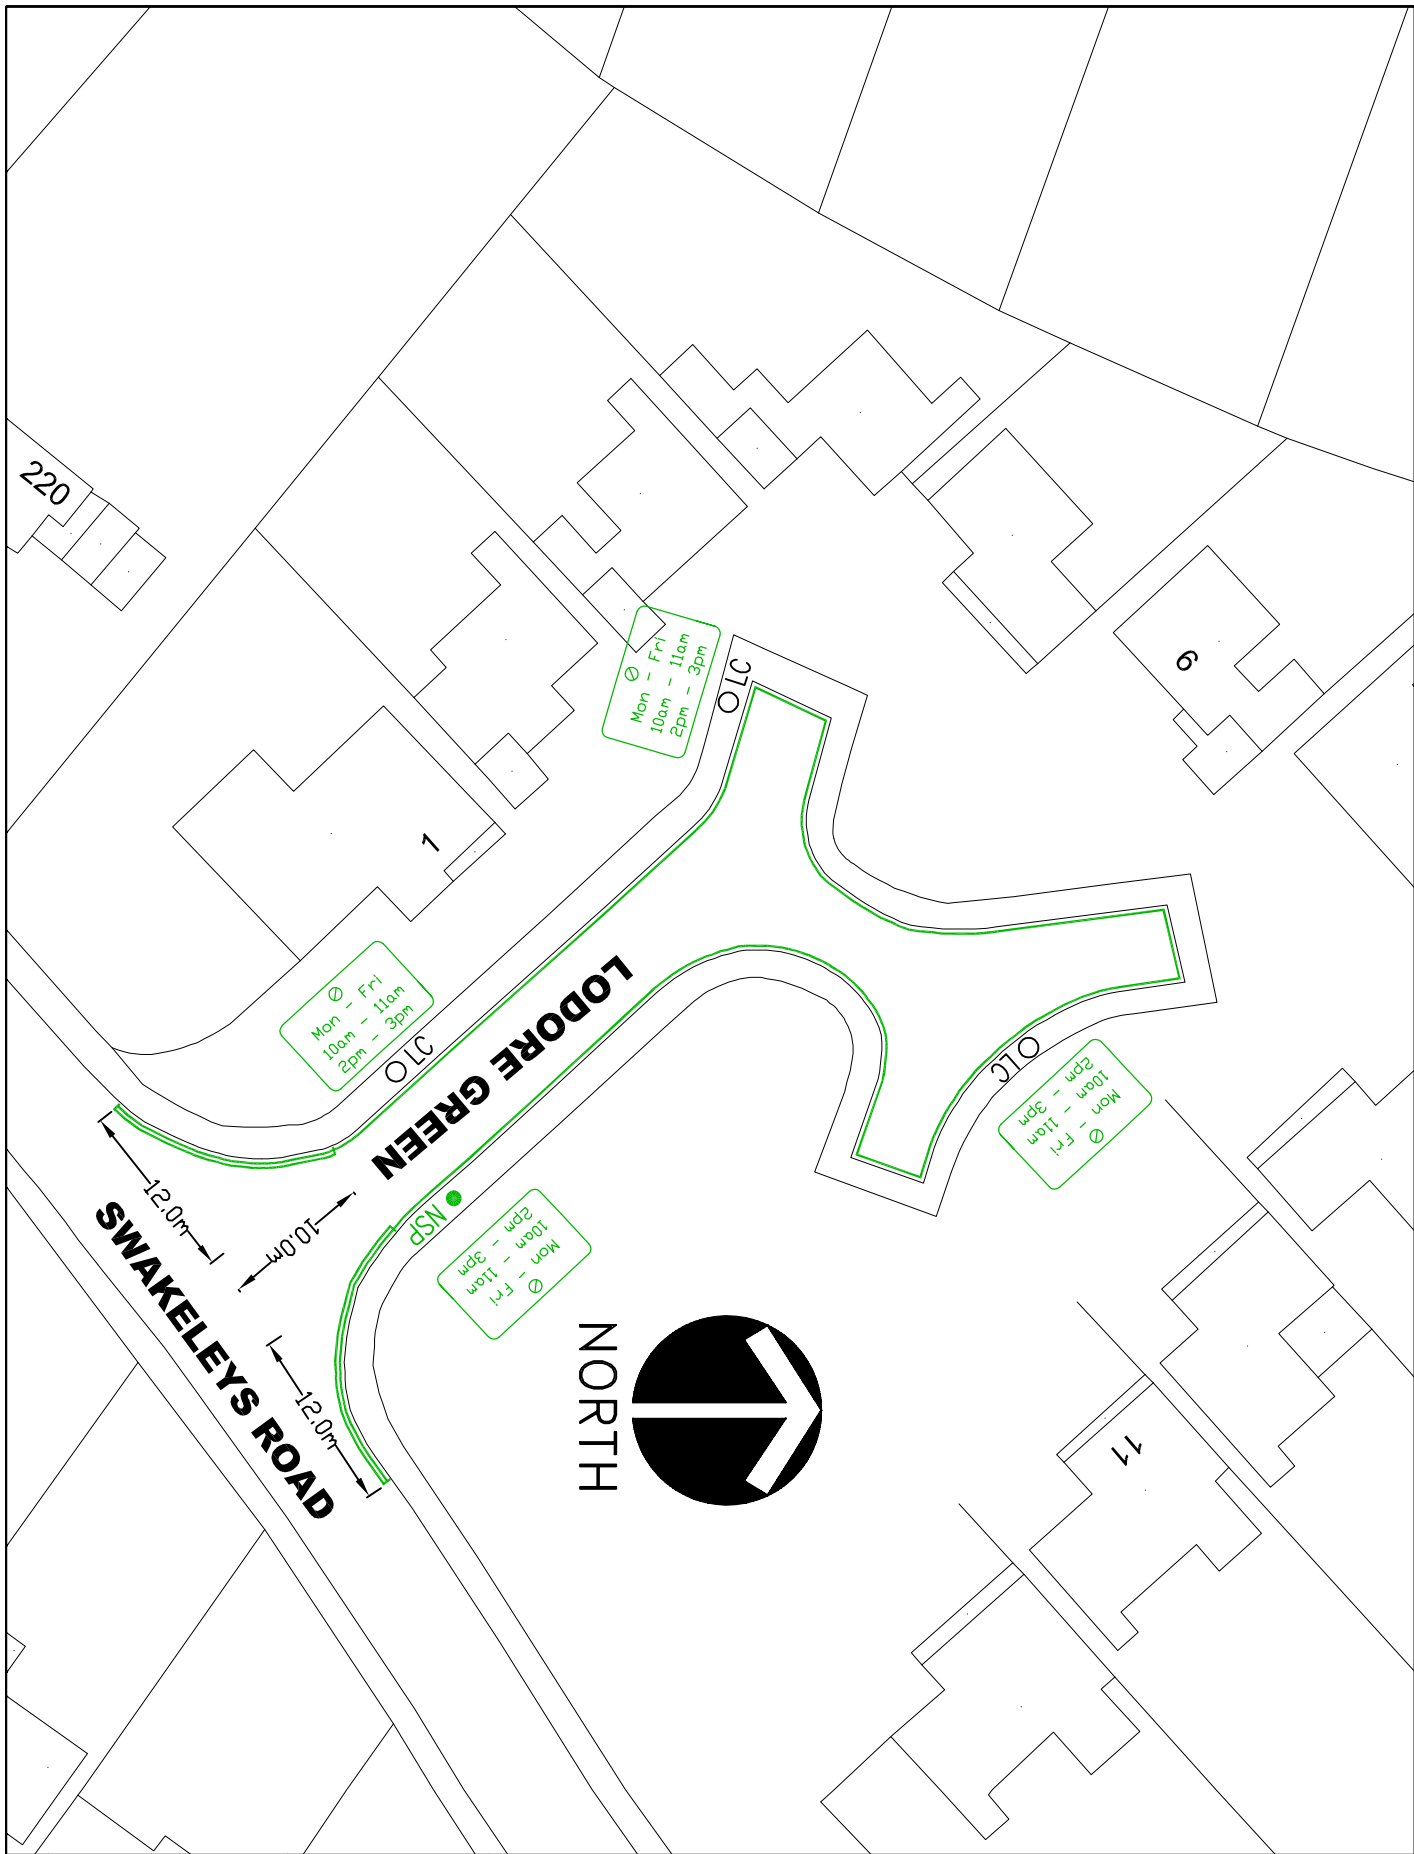 220
Mon - Fri
10am - 11am
2pm - 3pm
LC
6
1
Mon - Fri
10am - 11am
2pm - 3pm
LC
LODORE GREEN
LC
Mon - Fri
10am - 11am
2pm - 3pm
12.0m
10.0m
NSP
Mon - Fri
10am - 11am
2pm - 3pm
SWAKELEYS ROAD
12.0m
NORTH
11